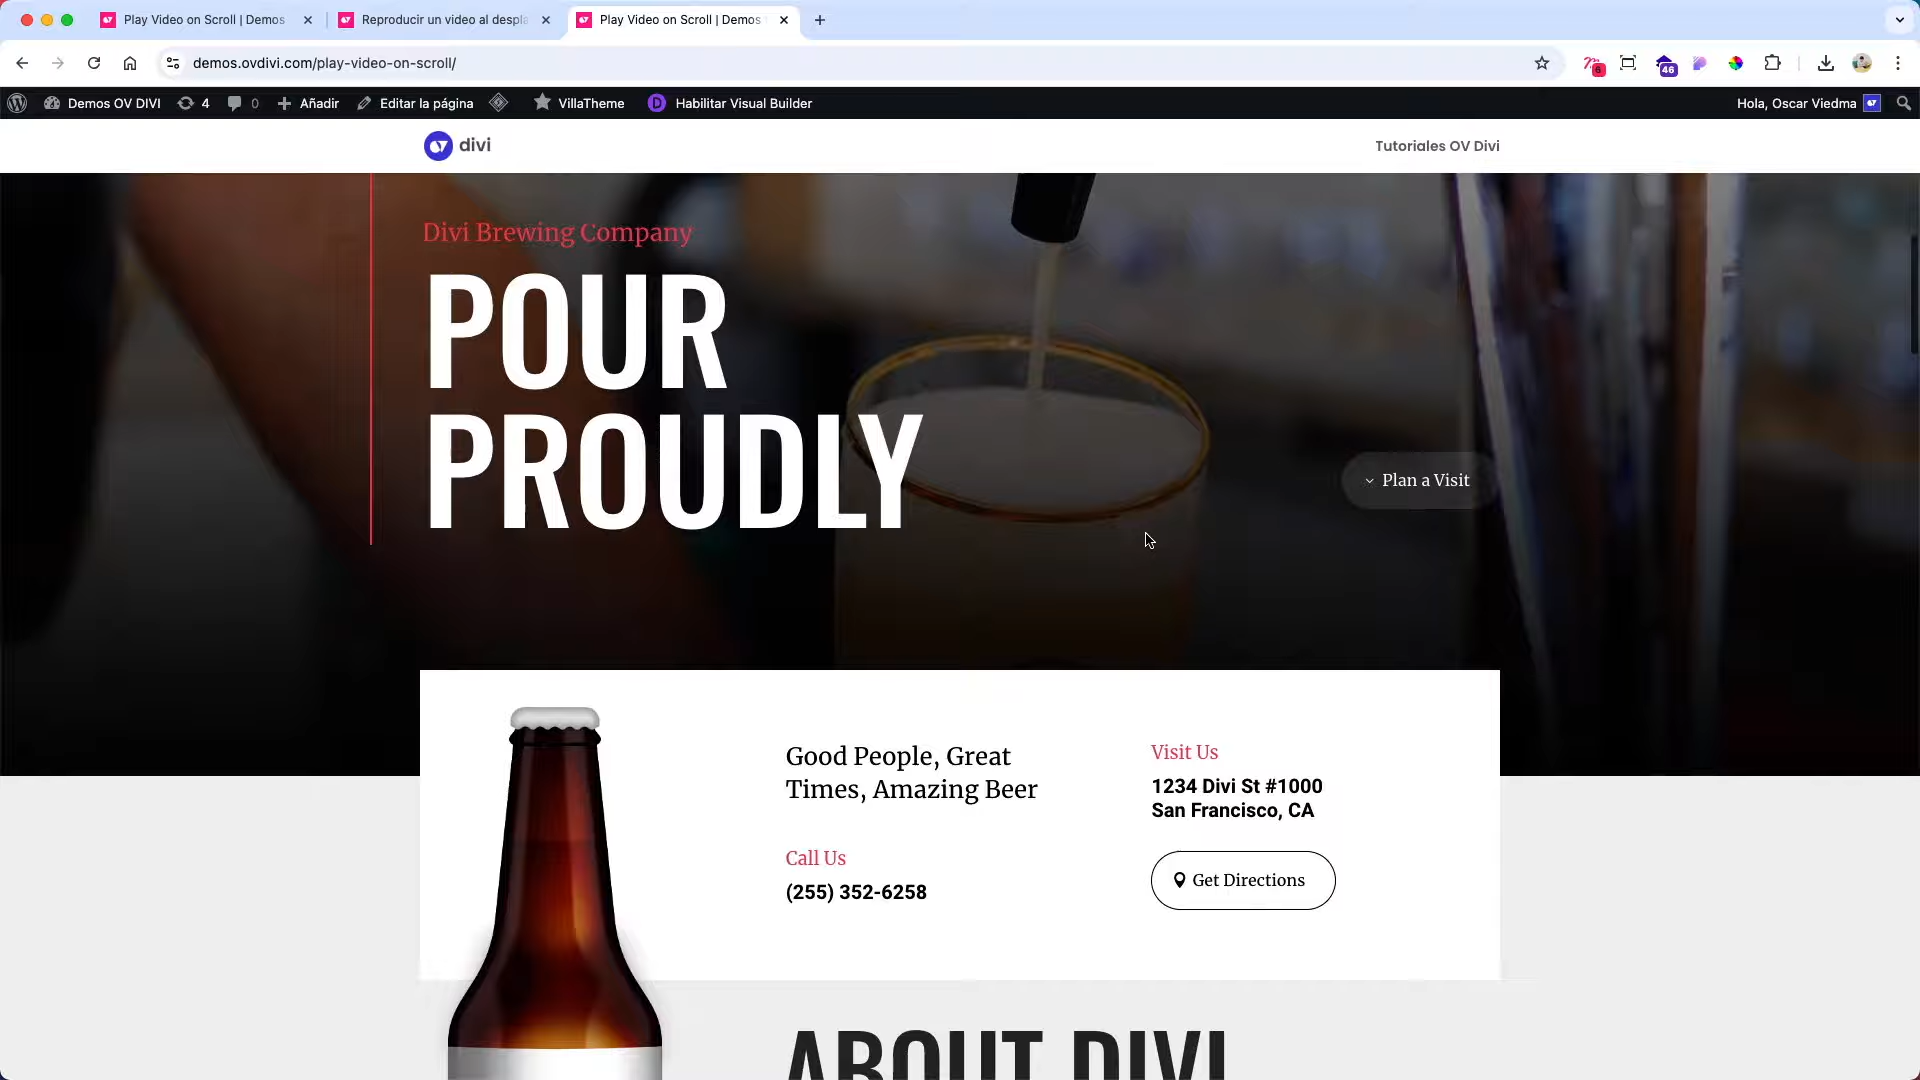 Play Video on Scroll | Demos
Reproducir un video al despla
Play Video on Scroll | Demos
demos.ovdivi.com/play-video-on-scroll/
6
46
Demos OV DIVI
4
0
Añadir
Editar la página
VillaTheme
Habilitar Visual Builder
Hola, Oscar Viedma
divi
Tutoriales OV Divi
Divi Brewing Company
POUR
PROUDLY
Plan a Visit
Good People, Great
Times, Amazing Beer
Visit Us
1234 Divi St #1000
San Francisco, CA
Call Us
(255) 352-6258
Get Directions
ABOUT DIVI